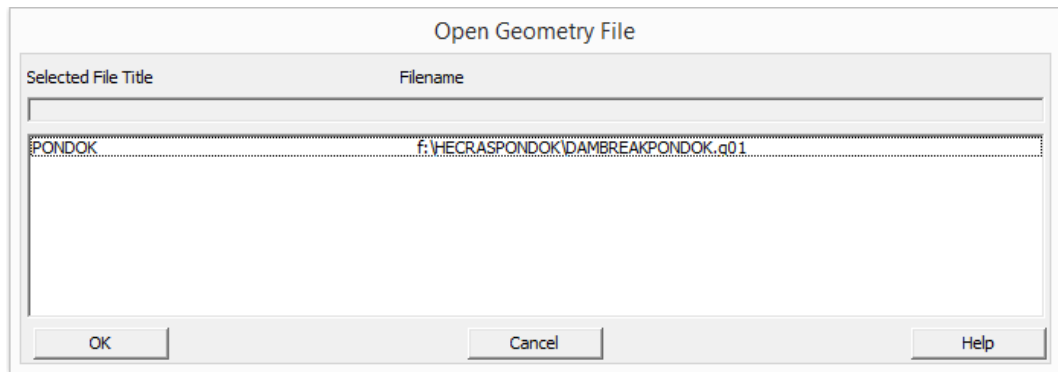 Open Geometry File
Selected File Title Filename
PONDOK f:\HECRASPONDOK\DAMBREAKPONDOK.g01
OK Cancel Help